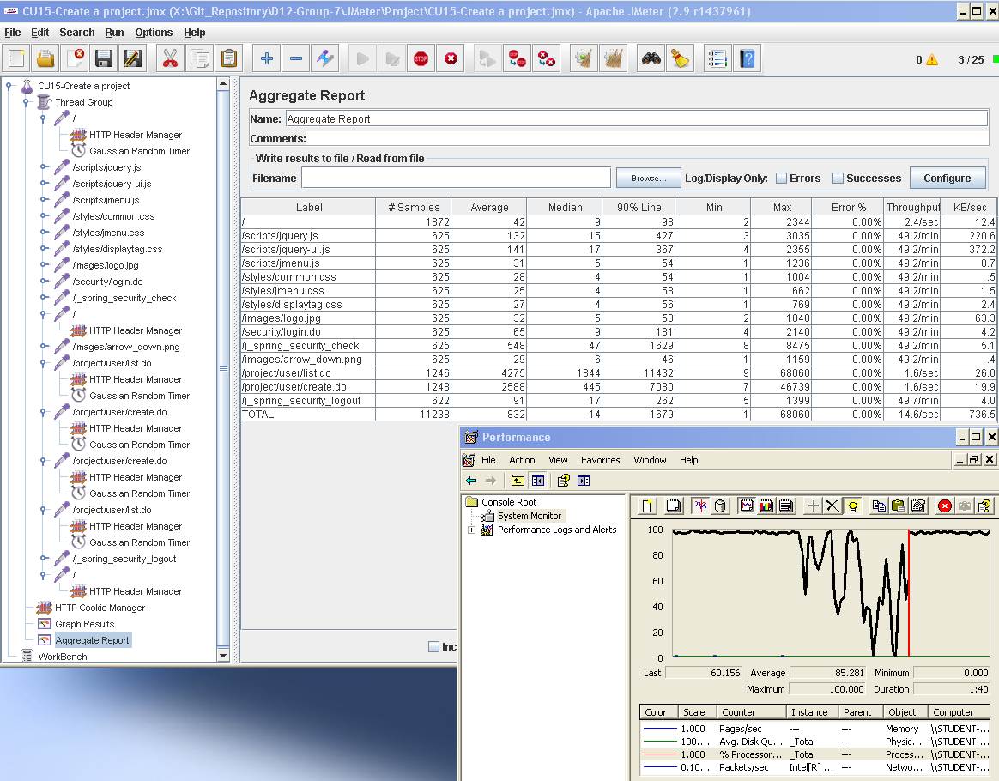 CU15-Create a project.jmx (X:\Git_Repository\D12-Group-7\JMeter\Project\CU15-Create a project.jmx) - Apache JMeter (2.9 r1437961)
File Edit Search Run Options Help
STOP
0 3 / 25
CU15-Create a project
Thread Group
/
HTTP Header Manager
Gaussian Random Timer
/scripts/jquery.js
/scripts/jquery-ui.js
/scripts/jmenu.js
/styles/common.css
/styles/jmenu.css
/styles/displaytag.css
/images/logo.jpg
/security/login.do
/j_spring_security_check
/
HTTP Header Manager
/images/arrow_down.png
/project/user/list.do
HTTP Header Manager
Gaussian Random Timer
/project/user/create.do
HTTP Header Manager
Gaussian Random Timer
/project/user/create.do
HTTP Header Manager
Gaussian Random Timer
/project/user/list.do
HTTP Header Manager
Gaussian Random Timer
/j_spring_security_logout
/
HTTP Header Manager
HTTP Cookie Manager
Graph Results
Aggregate Report
WorkBench
Aggregate Report
Name: Aggregate Report
Comments:
Write results to file / Read from file
Filename Browse... Log/Display Only: Errors Successes Configure
Label # Samples Average Median 90% Line Min Max Error % Throughput KB/sec
/ 1872 42 9 98 2 2344 0.00% 2.4/sec 12.4
/scripts/jquery.js 625 132 15 427 3 3035 0.00% 49.2/min 220.6
/scripts/jquery-ui.js 625 141 17 367 4 2355 0.00% 49.2/min 372.2
/scripts/jmenu.js 625 31 5 54 1 1236 0.00% 49.2/min 8.7
/styles/common.css 625 28 4 54 1 1004 0.00% 49.2/min .5
/styles/jmenu.css 625 25 4 58 1 662 0.00% 49.2/min 1.5
/styles/displaytag.css 625 27 4 56 1 769 0.00% 49.2/min 2.4
/images/logo.jpg 625 32 5 58 2 1040 0.00% 49.2/min 63.3
/security/login.do 625 65 9 181 4 2140 0.00% 49.2/min 4.2
/j_spring_security_check 625 548 47 1629 8 8475 0.00% 49.2/min 5.1
/images/arrow_down.png 625 29 6 46 1 1159 0.00% 49.2/min .4
/project/user/list.do 1246 4275 1844 11432 9 68060 0.00% 1.6/sec 26.0
/project/user/create.do 1248 2588 445 7080 7 46739 0.00% 1.6/sec 19.9
/j_spring_security_logout 622 91 17 262 5 1399 0.00% 49.7/min 4.0
TOTAL 11238 832 14 1679 1 68060 0.00% 14.6/sec 736.5
Inc
Performance
File Action View Favorites Window Help
Console Root
System Monitor
Performance Logs and Alerts
100
80
60
40
20
0
Last 60.156 Average 85.281 Minimum 0.000
Maximum 100.000 Duration 1:40
Color Scale Counter Instance Parent Object Computer
1.000 Pages/sec --- --- Memory \\STUDENT-...
100.... Avg. Disk Qu... _Total --- Physic... \\STUDENT-...
1.000 % Processor... _Total --- Proces... \\STUDENT-...
0.10... Packets/sec Intel[R] ... --- Netwo... \\STUDENT-...